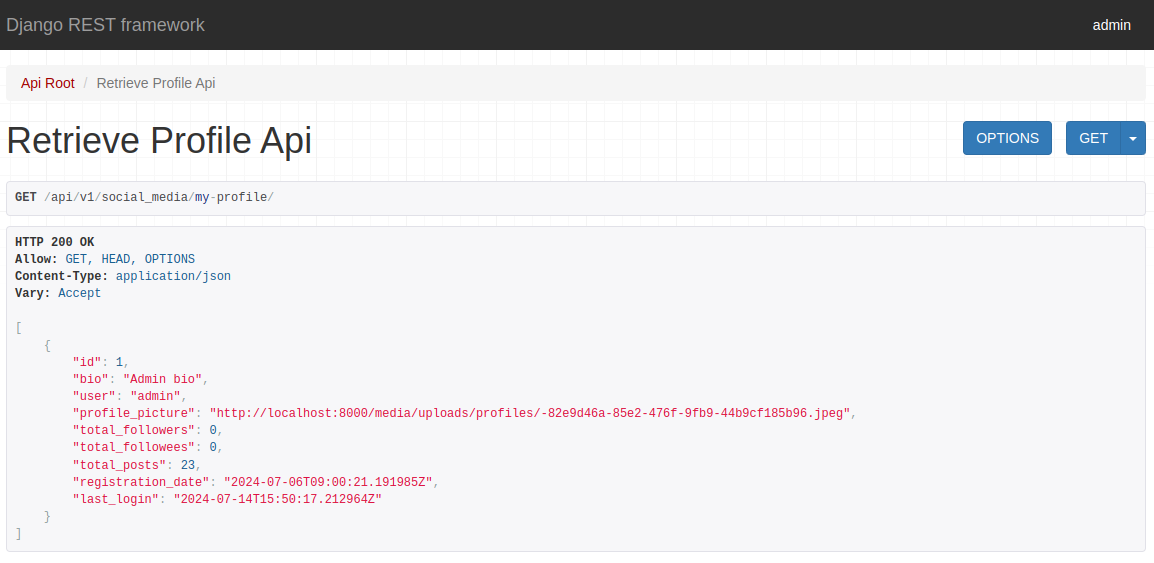 Django REST framework
admin
Api Root / Retrieve Profile Api
Retrieve Profile Api
OPTIONS
GET
GET /api/v1/social_media/my-profile/
HTTP 200 OK
Allow: GET, HEAD, OPTIONS
Content-Type: application/json
Vary: Accept
[
    {
        "id": 1,
        "bio": "Admin bio",
        "user": "admin",
        "profile_picture": "http://localhost:8000/media/uploads/profiles/-82e9d46a-85e2-476f-9fb9-44b9cf185b96.jpeg",
        "total_followers": 0,
        "total_followees": 0,
        "total_posts": 23,
        "registration_date": "2024-07-06T09:00:21.191985Z",
        "last_login": "2024-07-14T15:50:17.212964Z"
    }
]